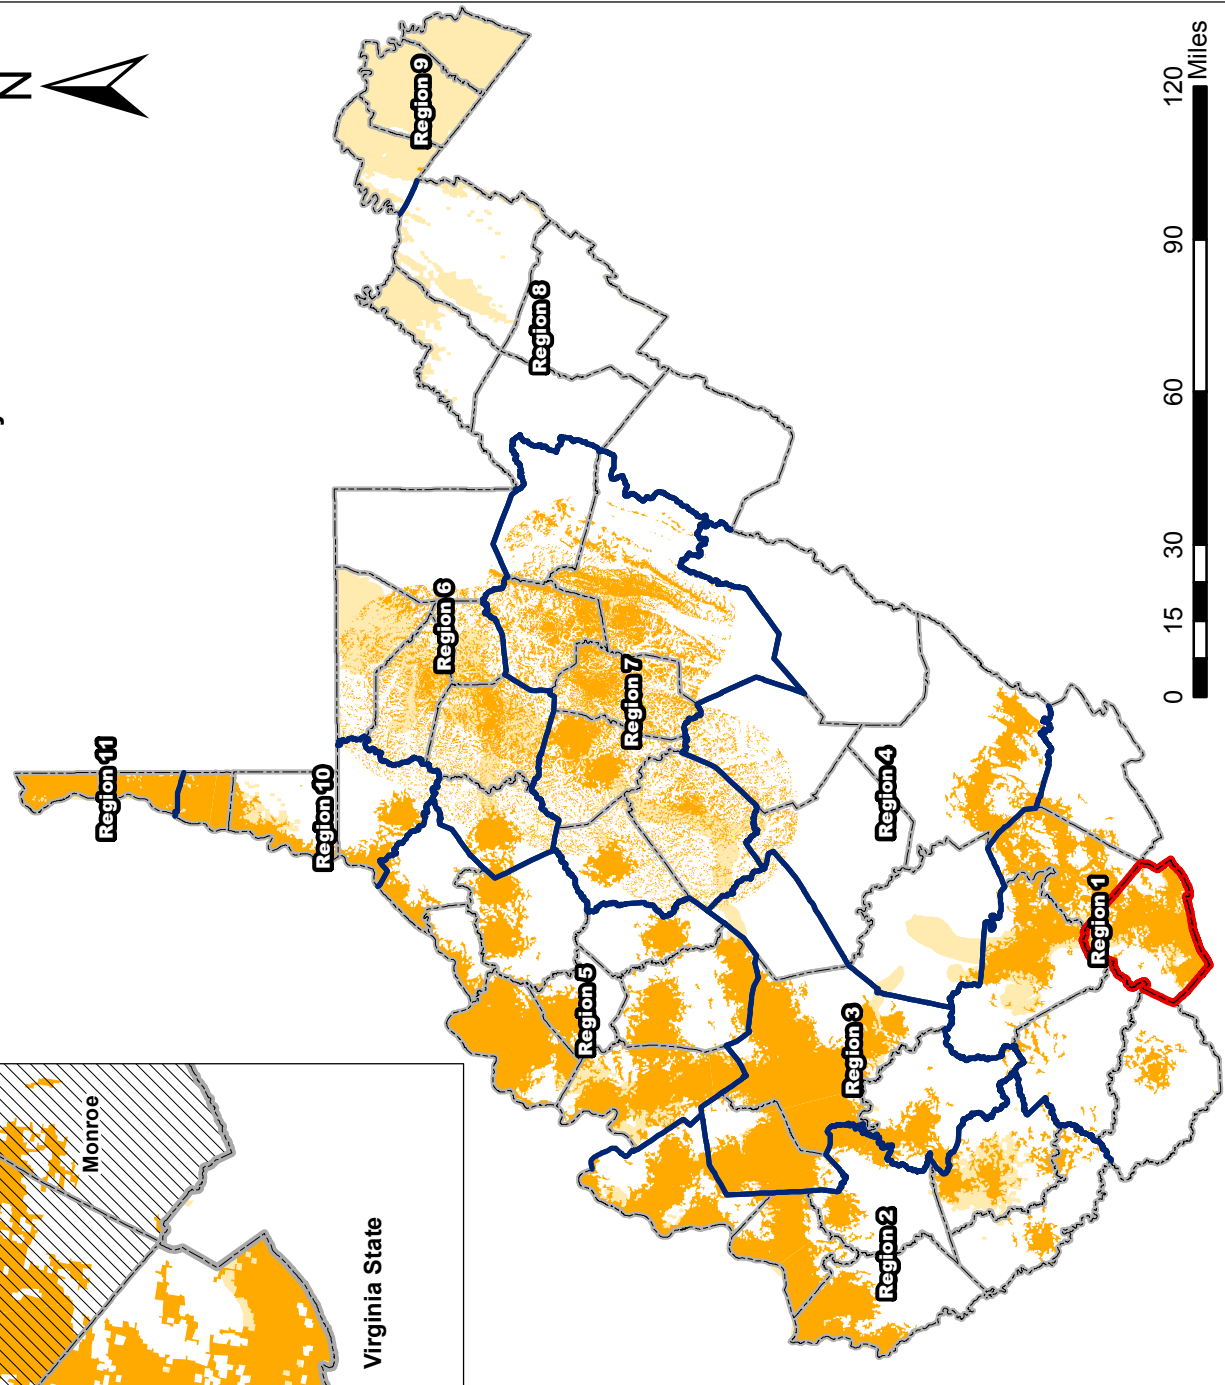 N
Region 9
Region 8
Region 6
Region 11
Region 10
Region 7
Region 5
Region 4
Region 3
Region 1
Region 2
Monroe
Virginia State
0 15 30 60 90 120
Miles